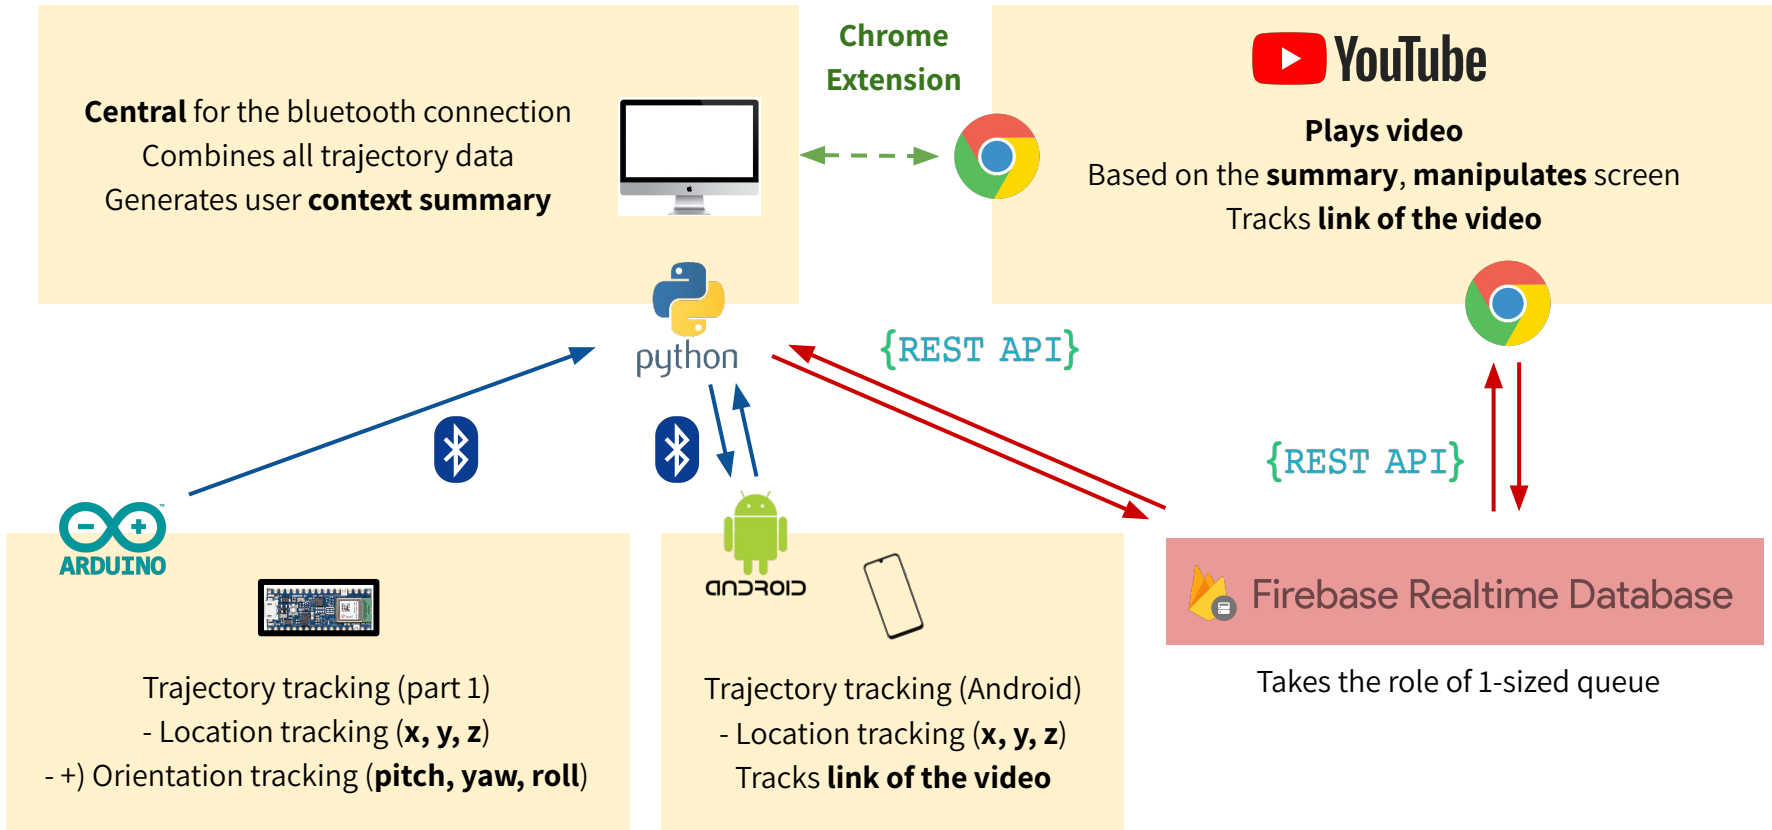 Central for the bluetooth connection
Combines all trajectory data
Generates user context summary
python
Chrome
Extension
YouTube
Plays video
Based on the summary, manipulates screen
Tracks link of the video
{REST API}
{REST API}
ARDUINO
Trajectory tracking (part 1)
- Location tracking (x, y, z)
- +) Orientation tracking (pitch, yaw, roll)
ANDROID
Trajectory tracking (Android)
- Location tracking (x, y, z)
Tracks link of the video
Firebase Realtime Database
Takes the role of 1-sized queue